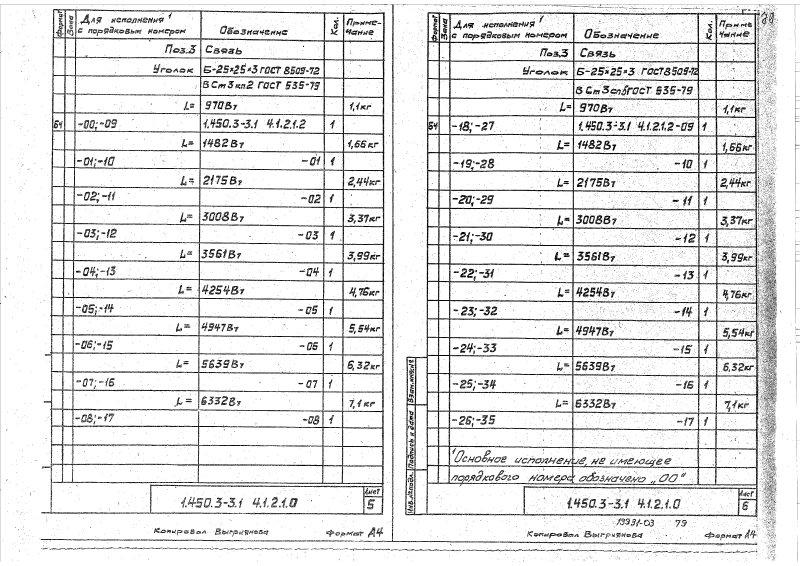 Формат Зона Для исполнения¹ с порядковым номером Обозначение Кол. Приме-чание
Поз.3 Связь
Уголок Б-25×25×3 ГОСТ 8509-72
ВСт3кп2 ГОСТ 535-79
L= 970Вт 1,1кг
БЧ -00;-09 1.450.3-3.1 4.1.2.1.2 1
L= 1482Вт 1,66кг
-01;-10 -01 1
L= 2175Вт 2,44кг
-02;-11 -02 1
L= 3008Вт 3,37кг
-03;-12 -03 1
L= 3561Вт 3,99кг
-04;-13 -04 1
L= 4254Вт 4,76кг
-05;-14 -05 1
L= 4947Вт 5,54кг
-06;-15 -06 1
L= 5639Вт 6,32кг
-07;-16 -07 1
L= 6332Вт 7,1кг
-08;-17 -08 1
1.450.3-3.1 4.1.2.1.0 Лист 5
Копировал Выгриянова Формат А4
Формат Зона Для исполнения¹ с порядковым номером Обозначение Кол. Приме чание
Поз.3 Связь
Уголок Б-25×25×3 ГОСТ 8509-72
ВСт3сп5 ГОСТ 535-79
L= 970Вт 1,1кг
БЧ -18;-27 1.450.3-3.1 4.1.2.1.2-09 1
L= 1482Вт 1,66кг
-19;-28 -10 1
L= 2175Вт 2,44кг
-20;-29 -11 1
L= 3008Вт 3,37кг
-21;-30 -12 1
L= 3561Вт 3,99кг
-22;-31 -13 1
L= 4254Вт 4,76кг
-23;-32 -14 1
L= 4947Вт 5,54кг
-24;-33 -15 1
L= 5639Вт 6,32кг
-25;-34 -16 1
L= 6332Вт 7,1кг
-26;-35 -17 1
¹Основное исполнение, не имеющее
порядкового номера обозначено „00"
Инв.№подл. Подпись и дата Взам.инв.№
1.450.3-3.1 4.1.2.1.0 Лист 6
19931-03 79
Копировал Выгриянова Формат А4